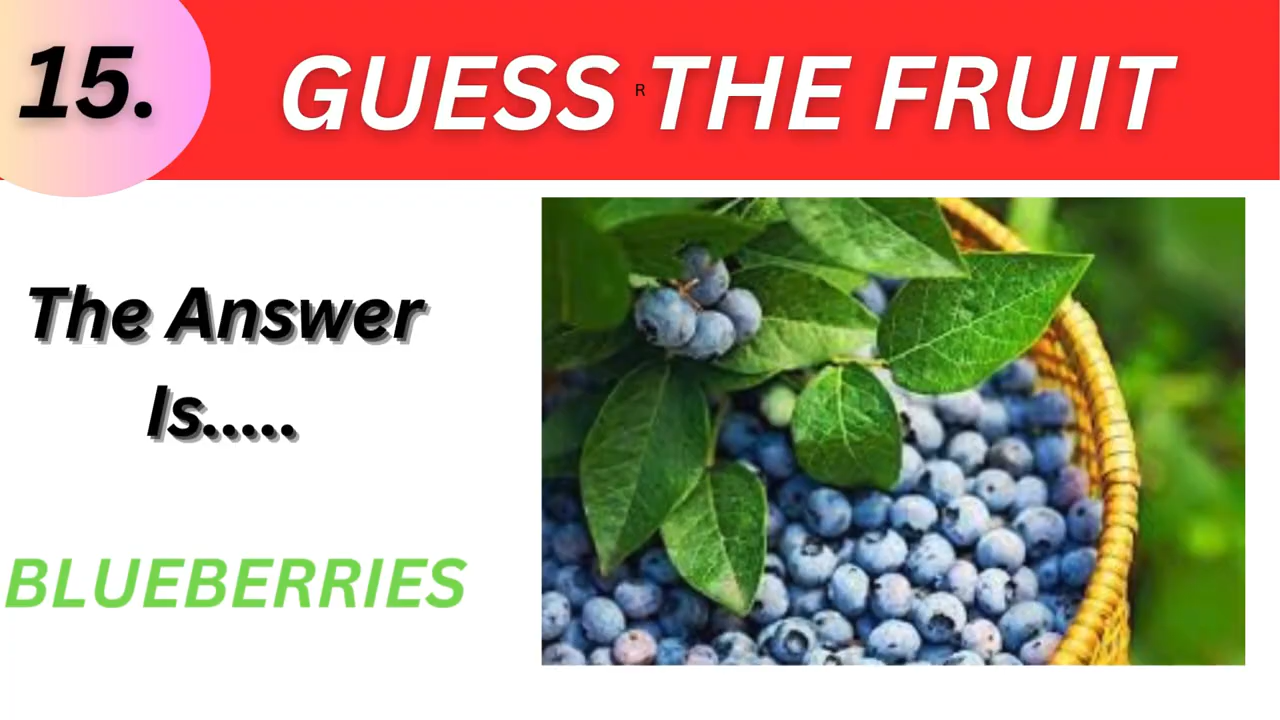 15.
GUESS R THE FRUIT
The Answer
Is.....
BLUEBERRIES